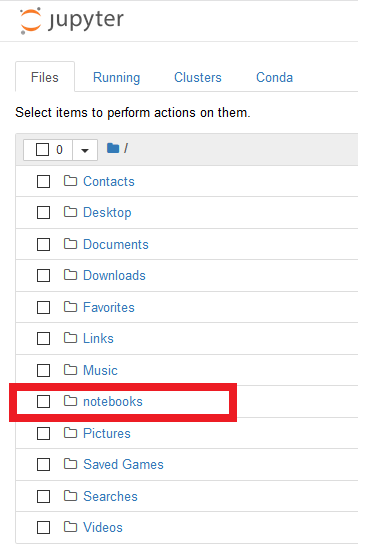 jupyter
Files Running Clusters Conda
Select items to perform actions on them.
0 /
Contacts
Desktop
Documents
Downloads
Favorites
Links
Music
notebooks
Pictures
Saved Games
Searches
Videos